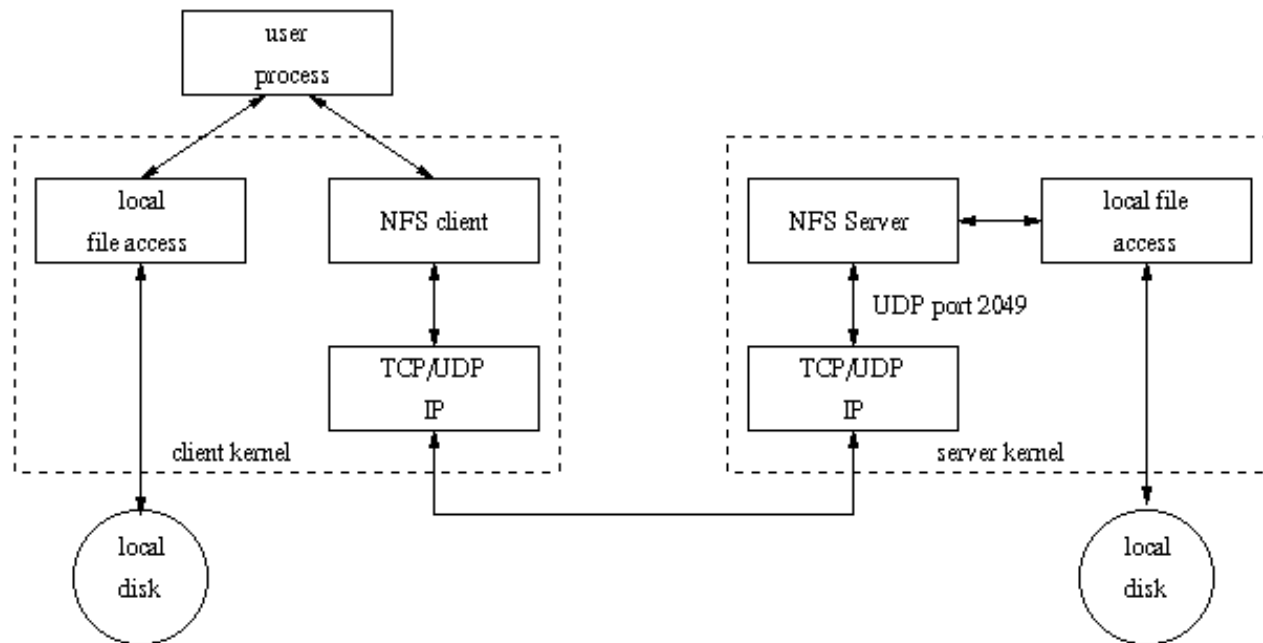 user
process
local
file access
NFS client
NFS Server
local file
access
UDP port 2049
TCP/UDP
IP
TCP/UDP
IP
client kernel
server kernel
local
disk
local
disk